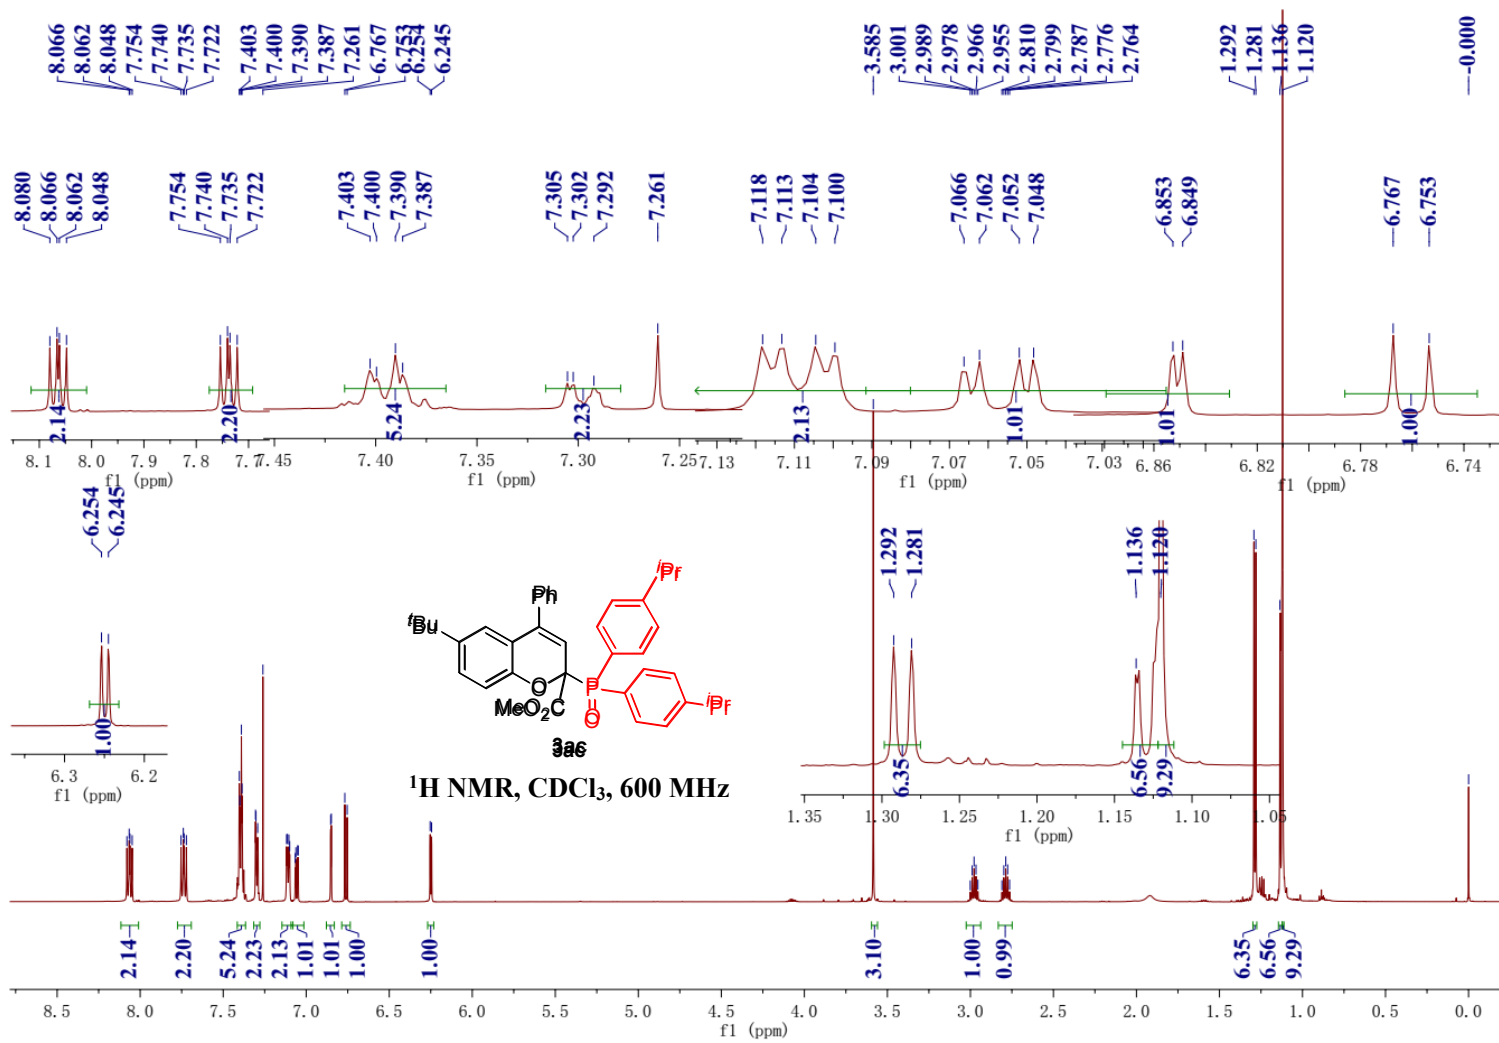 8.066 8.062 8.048 7.754 7.740 7.735 7.722 7.403 7.400 7.390 7.387 7.261 6.767 6.753 6.254 6.245 3.585 3.001 2.989 2.978 2.966 2.955 2.810 2.799 2.787 2.776 2.764 1.292 1.281 1.136 1.120 -0.000
8.080 8.066 8.062 8.048 7.754 7.740 7.735 7.722 7.403 7.400 7.390 7.387 7.305 7.302 7.292 7.261 7.118 7.113 7.104 7.100 7.066 7.062 7.052 7.048 6.853 6.849 6.767 6.753
2.14 2.20 5.24 2.23 2.13 1.01 1.01 1.00
8.1 8.0 7.9 7.8 7.7 7.45 7.40 7.35 7.30 7.25 7.13 7.11 7.09 7.07 7.05 7.03 6.86 6.82 6.78 6.74
f1 (ppm) f1 (ppm) f1 (ppm) f1 (ppm)
6.254 6.245
1.00
6.3 6.2
f1 (ppm)
1.292 1.281 1.136 1.120
6.35 6.56 9.29
1.35 1.30 1.25 1.20 1.15 1.10 1.05
f1 (ppm)
iPr
Ph
tBu
O
P
iPr
MeO2C
O
3ac
1H NMR, CDCl3, 600 MHz
2.14 2.20 5.24 2.23 2.13 1.01 1.01 1.00 1.00 3.10 1.00 0.99 6.35 6.56 9.29
8.5 8.0 7.5 7.0 6.5 6.0 5.5 5.0 4.5 4.0 3.5 3.0 2.5 2.0 1.5 1.0 0.5 0.0
f1 (ppm)